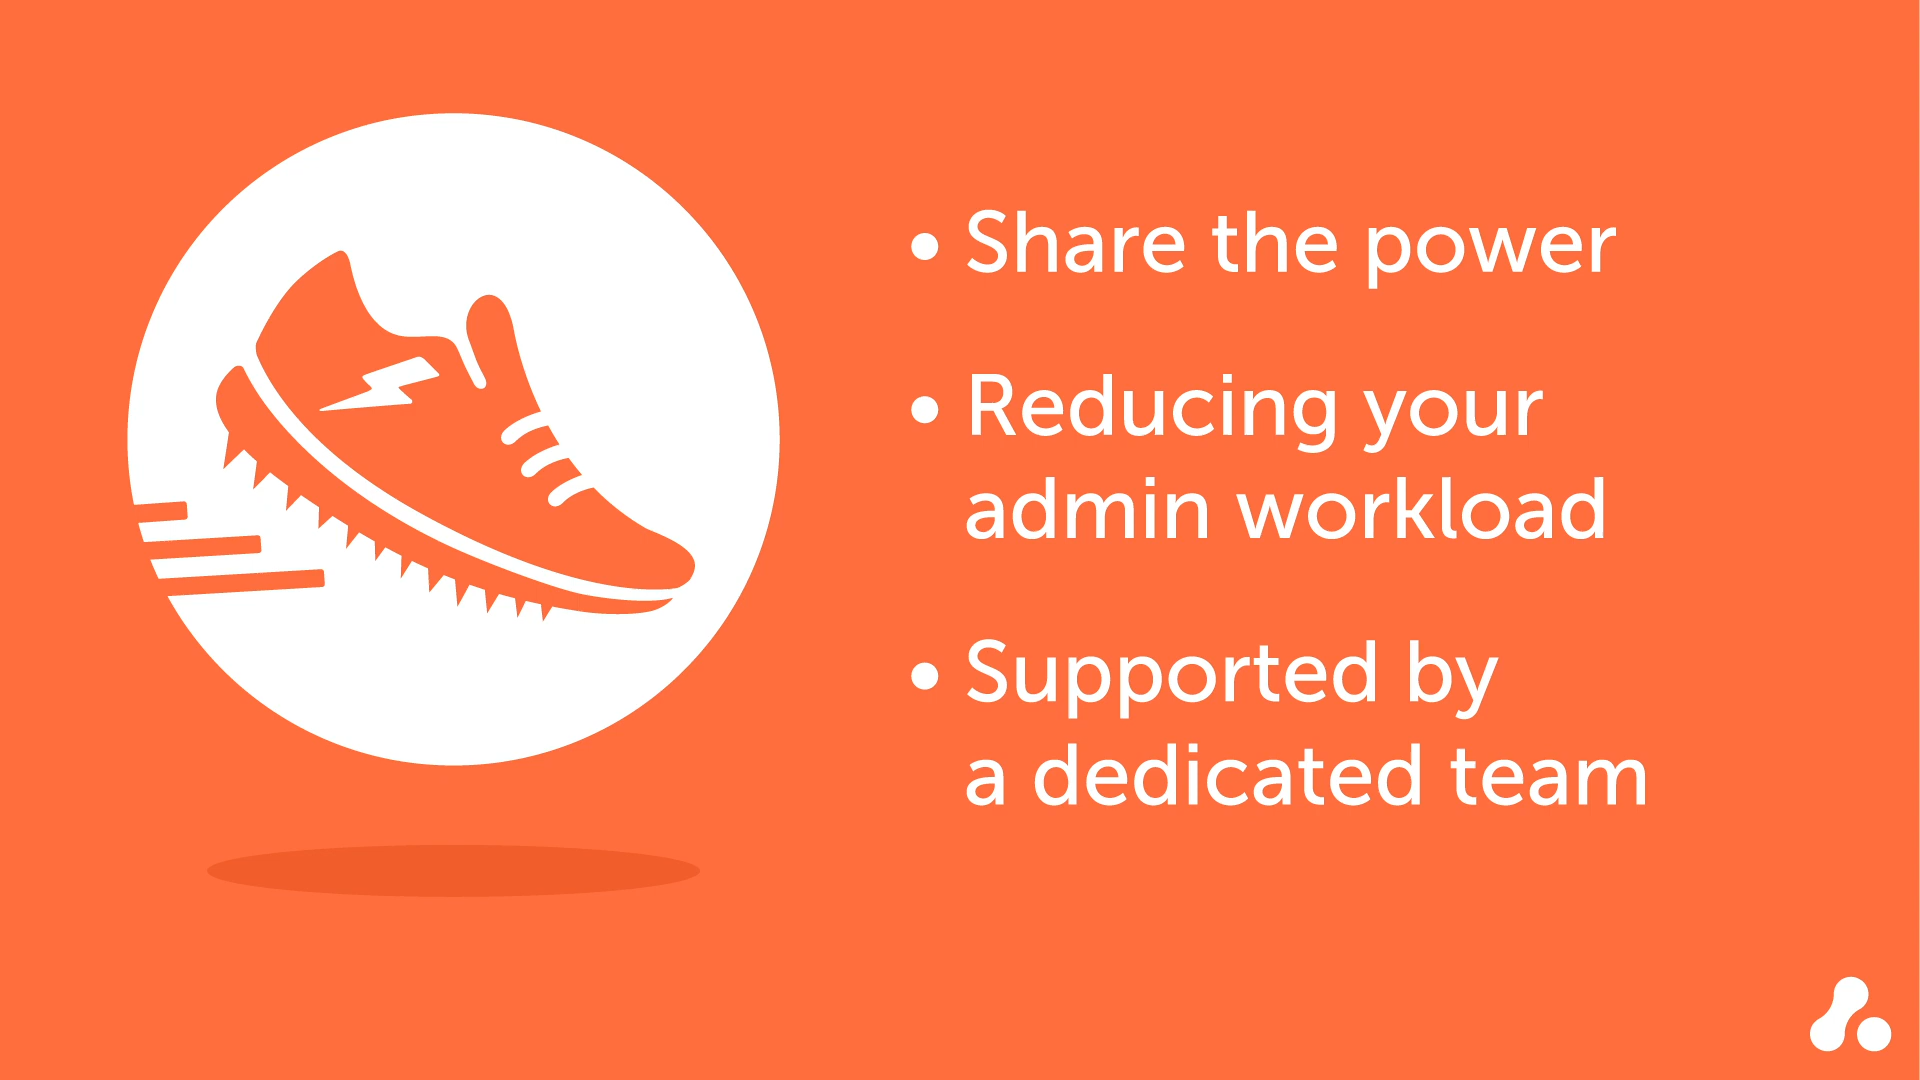 • Share the power
• Reducing your
admin workload
• Supported by
a dedicated team